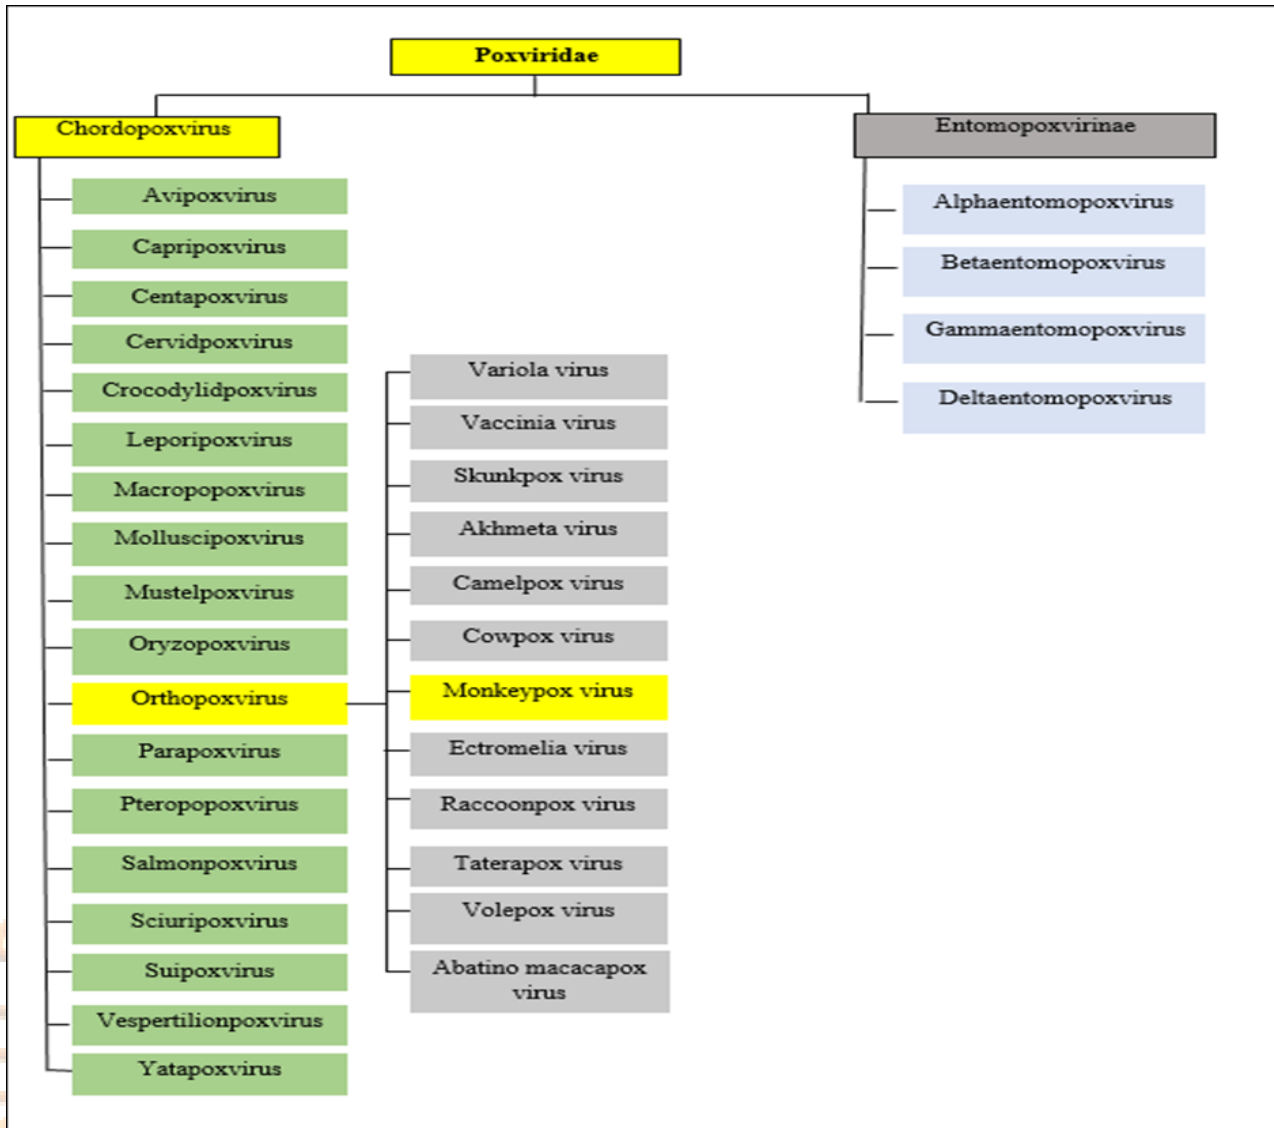 Poxviridae
Chordopoxvirus
Entomopoxvirinae
Avipoxvirus
Capripoxvirus
Centapoxvirus
Cervidpoxvirus
Crocodylidpoxvirus
Leporipoxvirus
Macropopoxvirus
Molluscipoxvirus
Mustelpoxvirus
Oryzopoxvirus
Orthopoxvirus
Parapoxvirus
Pteropopoxvirus
Salmonpoxvirus
Sciuripoxvirus
Suipoxvirus
Vespertilionpoxvirus
Yatapoxvirus
Variola virus
Vaccinia virus
Skunkpox virus
Akhmeta virus
Camelpox virus
Cowpox virus
Monkeypox virus
Ectromelia virus
Raccoonpox virus
Taterapox virus
Volepox virus
Abatino macacapox
virus
Alphaentomopoxvirus
Betaentomopoxvirus
Gammaentomopoxvirus
Deltaentomopoxvirus